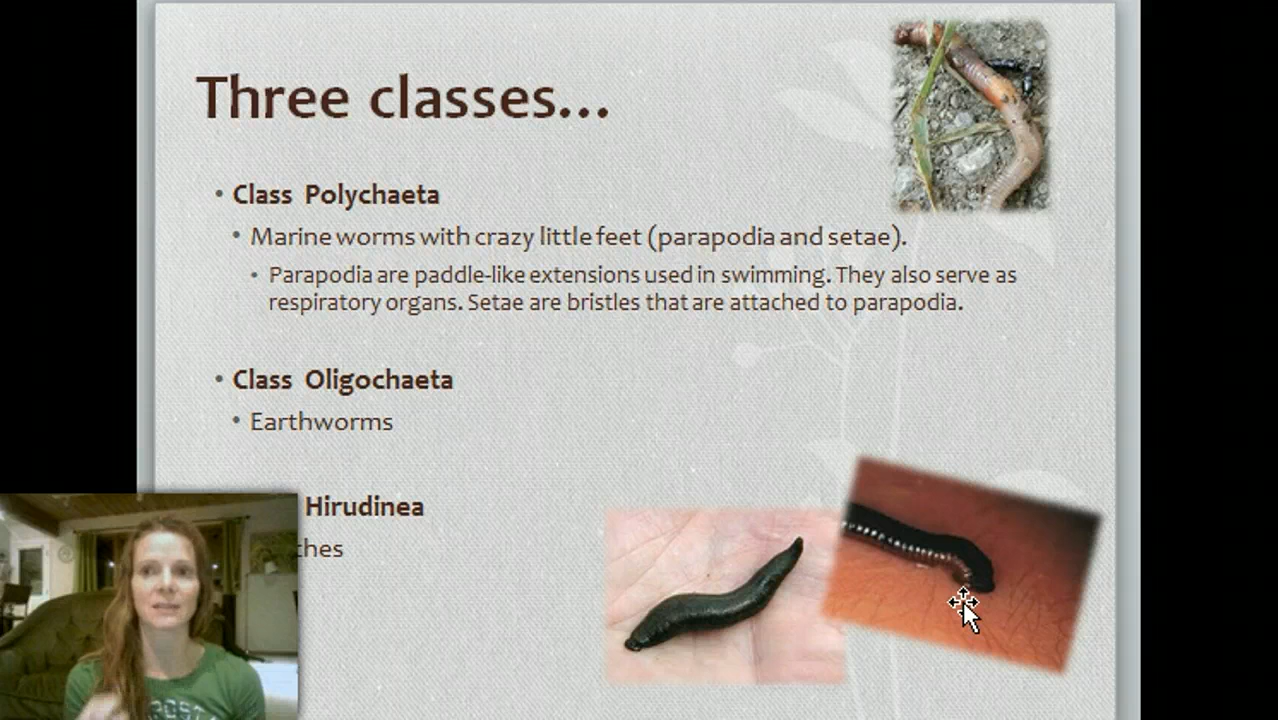 Three classes...
• Class Polychaeta
• Marine worms with crazy little feet (parapodia and setae).
• Parapodia are paddle-like extensions used in swimming. They also serve as
respiratory organs. Setae are bristles that are attached to parapodia.
• Class Oligochaeta
• Earthworms
Hirudinea
ches